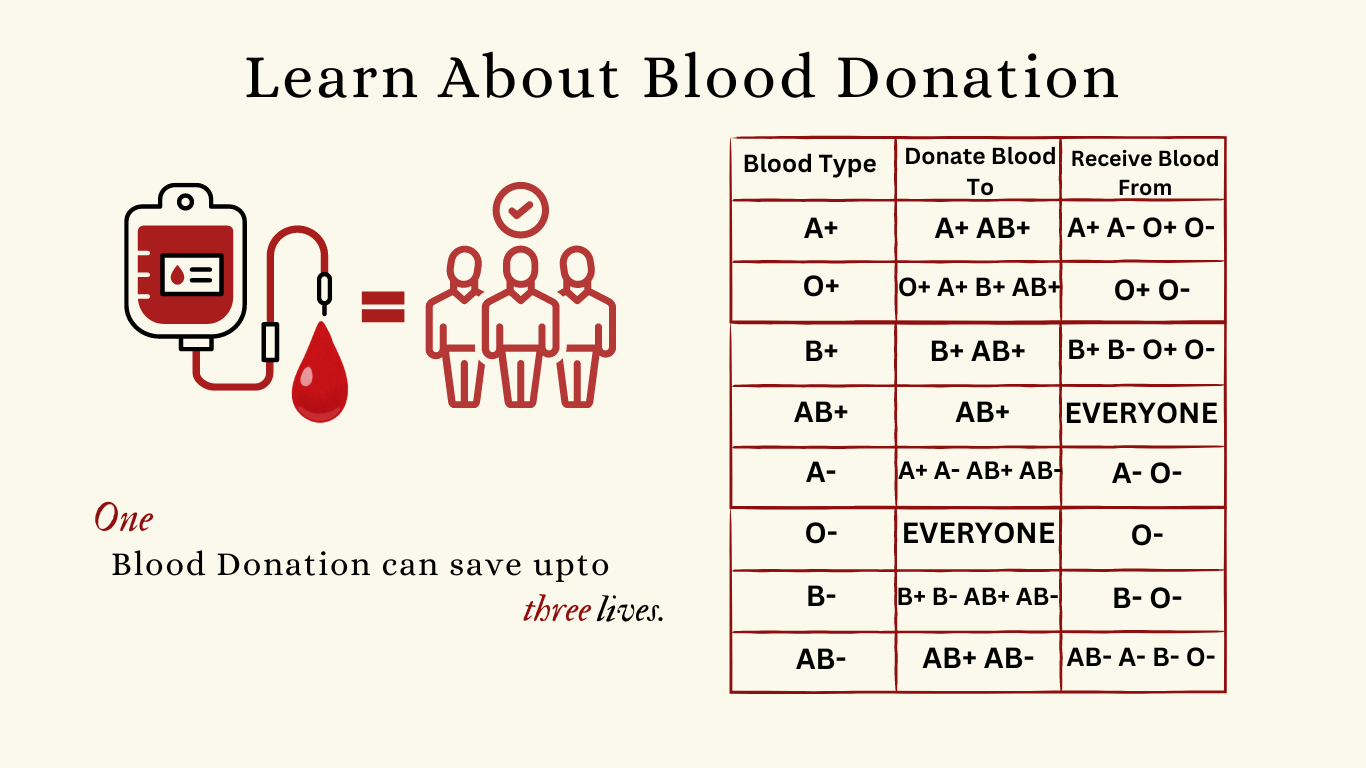 Learn About Blood Donation
One
Blood Donation can save upto
three lives.
Blood Type Donate Blood To Receive Blood From
A+ A+ AB+ A+ A- O+ O-
O+ O+ A+ B+ AB+ O+ O-
B+ B+ AB+ B+ B- O+ O-
AB+ AB+ EVERYONE
A- A+ A- AB+ AB- A- O-
O- EVERYONE O-
B- B+ B- AB+ AB- B- O-
AB- AB+ AB- AB- A- B- O-